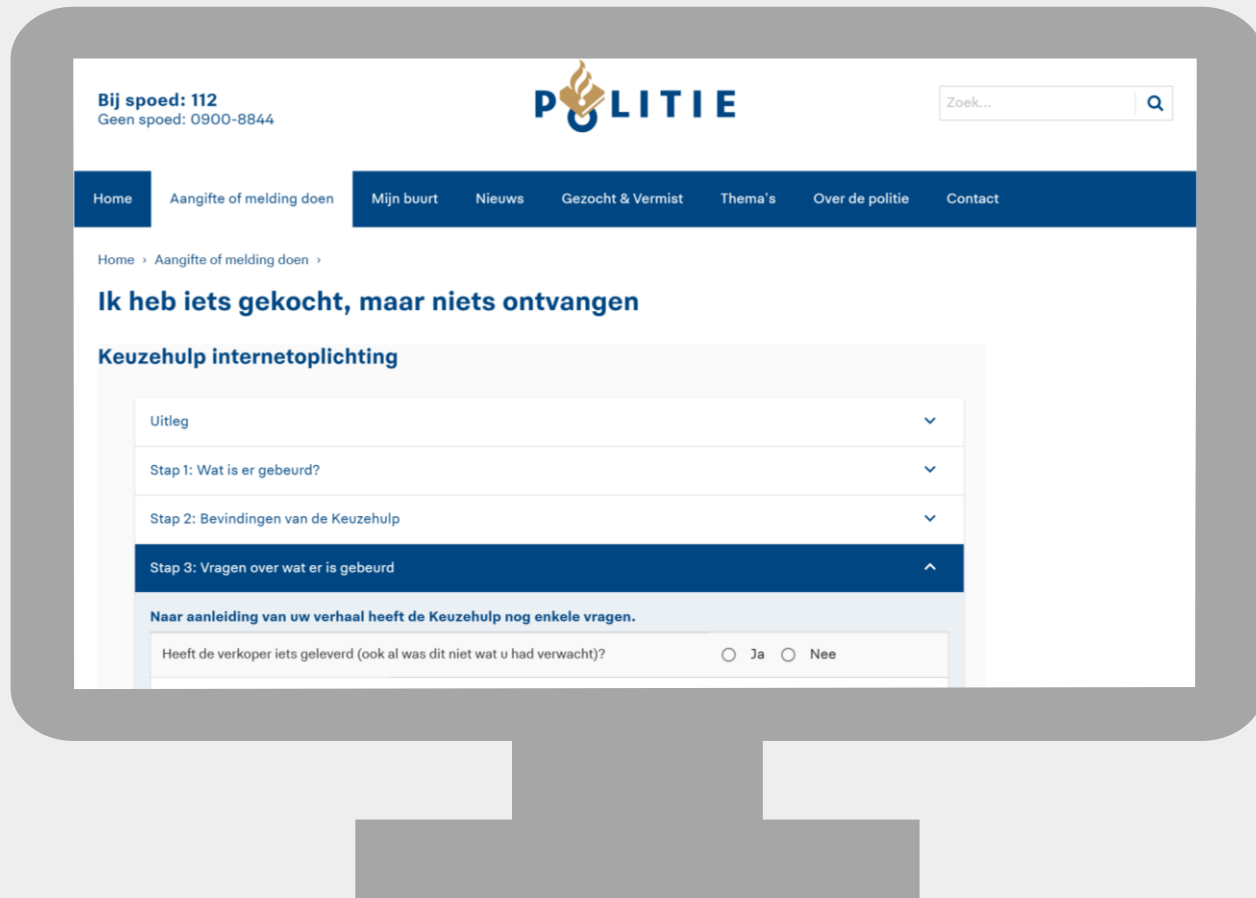 Bij spoed: 112
Geen spoed: 0900-8844
POLITIE
Zoek...
Home Aangifte of melding doen Mijn buurt Nieuws Gezocht & Vermist Thema's Over de politie Contact
Home › Aangifte of melding doen ›
Ik heb iets gekocht, maar niets ontvangen
Keuzehulp internetoplichting
Uitleg
Stap 1: Wat is er gebeurd?
Stap 2: Bevindingen van de Keuzehulp
Stap 3: Vragen over wat er is gebeurd
Naar aanleiding van uw verhaal heeft de Keuzehulp nog enkele vragen.
Heeft de verkoper iets geleverd (ook al was dit niet wat u had verwacht)? Ja Nee